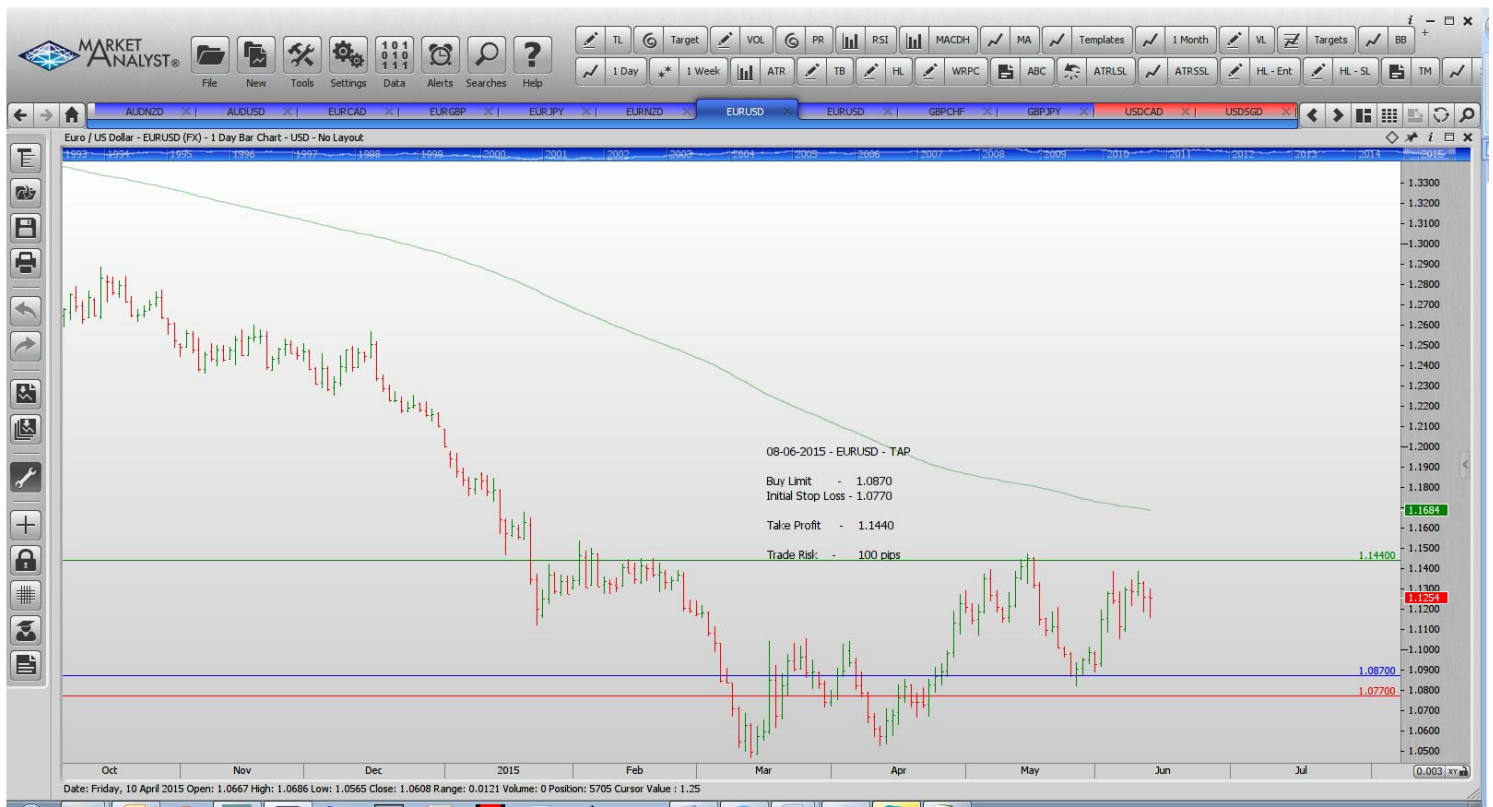 i
MARKET ANALYST®
File New Tools Settings Data Alerts Searches Help
TL Target VOL PR RSI MACDH MA Templates 1 Month VL Targets BB
1 Day 1 Week ATR TB HL WRPC ABC ATRLSL ATRSSL HL - Ent HL - SL TM
AUDNZD AUDUSD EURCAD EURGBP EURJPY EURNZD EURUSD EURUSD GBPCHF GBPJPY USDCAD USDSGD
Euro / US Dollar - EURUSD (FX) - 1 Day Bar Chart - USD - No Layout
1993 1994 1995 1996 1997 1998 1999 2000 2001 2002 2003 2004 2005 2006 2007 2008 2009 2010 2011 2012 2013 2014 2015
1.3300
1.3200
1.3100
1.3000
1.2900
1.2800
1.2700
1.2600
1.2500
1.2400
1.2300
1.2200
1.2100
1.2000
08-06-2015 - EURUSD - TAP
1.1900
Buy Limit - 1.0870
1.1800
Initial Stop Loss - 1.0770
1.1684
Take Profit - 1.1440
1.1600
Trade Risk - 100 pips
1.14400
1.1500
1.1400
1.1300
1.1254
1.1200
1.1100
1.1000
1.08700
1.0900
1.07700
1.0800
1.0700
1.0600
1.0500
Oct Nov Dec 2015 Feb Mar Apr May Jun Jul
0.003 XY
Date: Friday, 10 April 2015 Open: 1.0667 High: 1.0686 Low: 1.0565 Close: 1.0608 Range: 0.0121 Volume: 0 Position: 5705 Cursor Value : 1.25